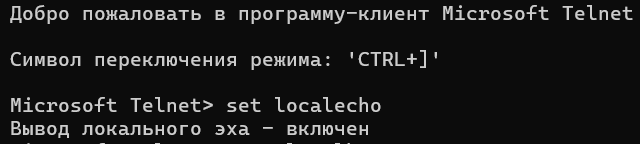 Добро пожаловать в программу-клиент Microsoft Telnet
Символ переключения режима: 'CTRL+]'
Microsoft Telnet> set localecho
Вывод локального эха - включен